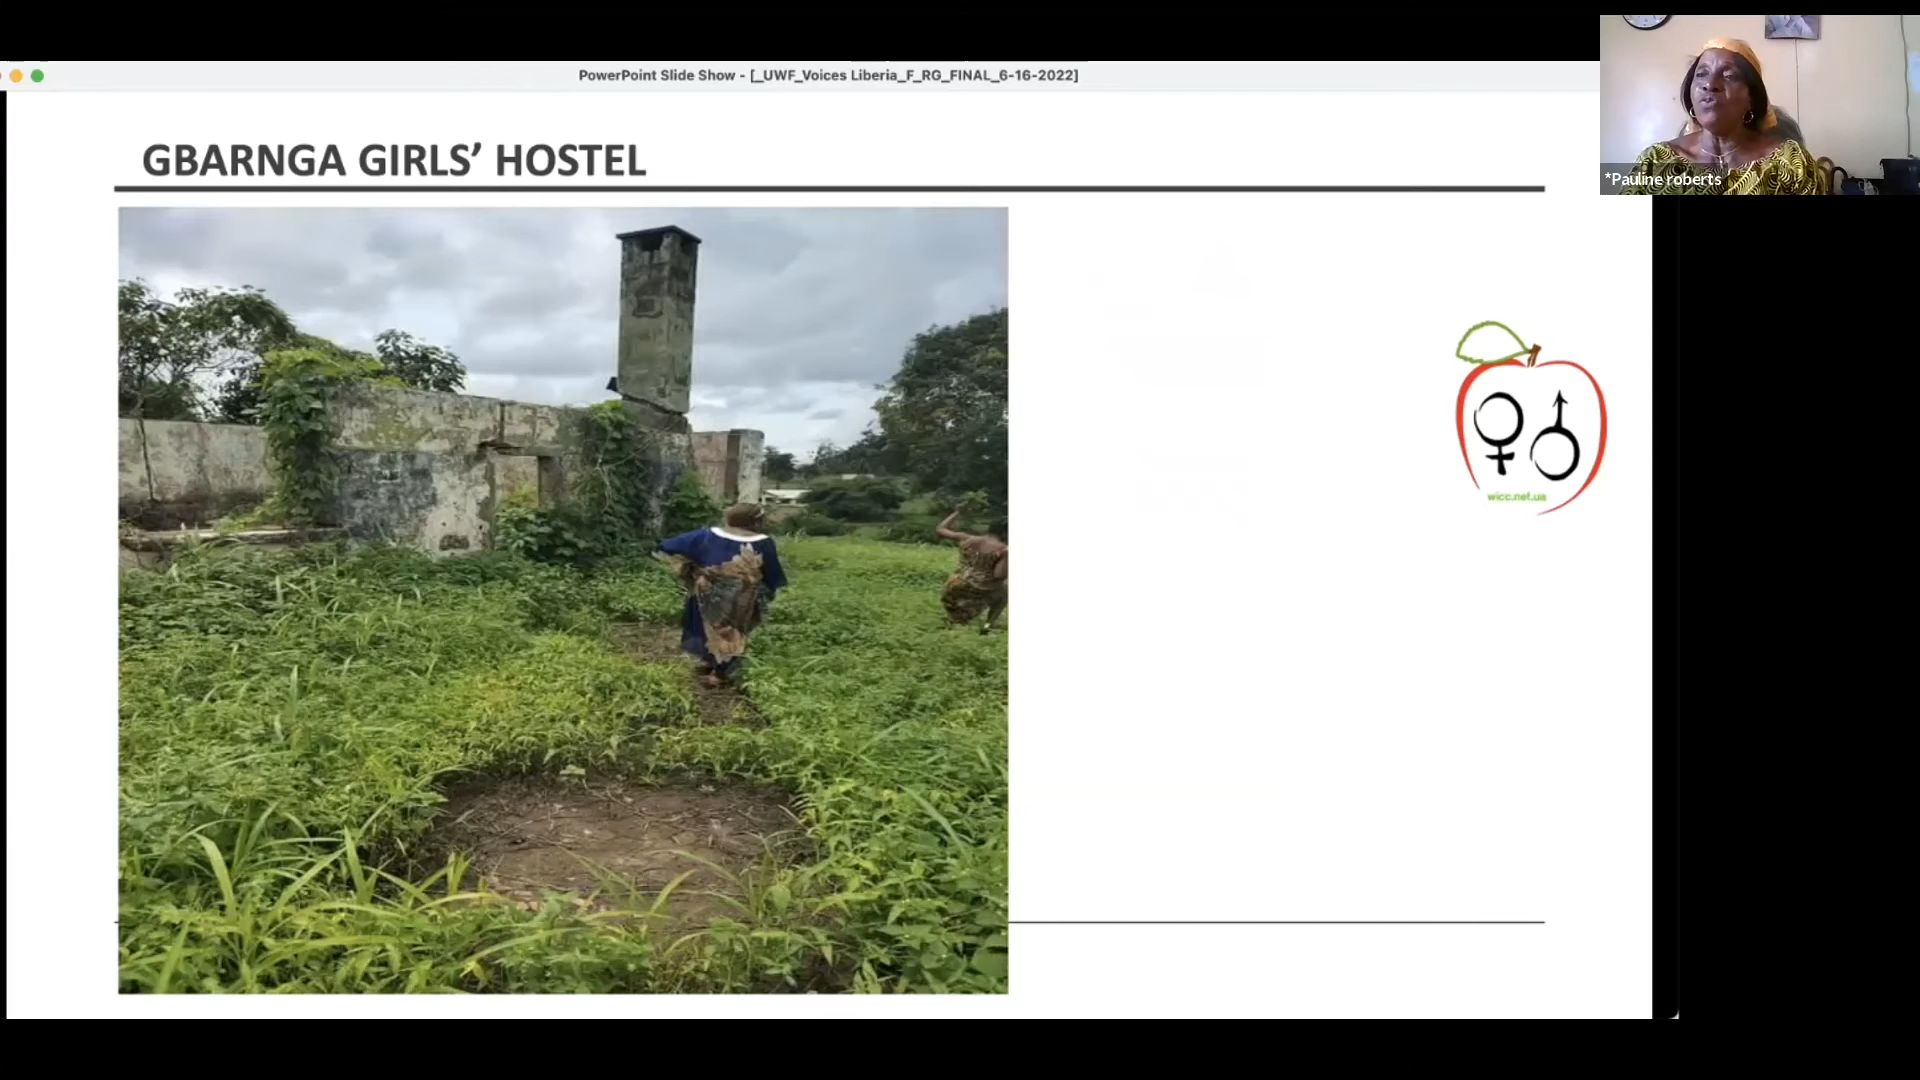 PowerPoint Slide Show - [_UWF_Voices Liberia_F_RG_FINAL_6-16-2022]
*Pauline roberts
GBARNGA GIRLS’ HOSTEL
wicc.net.ua